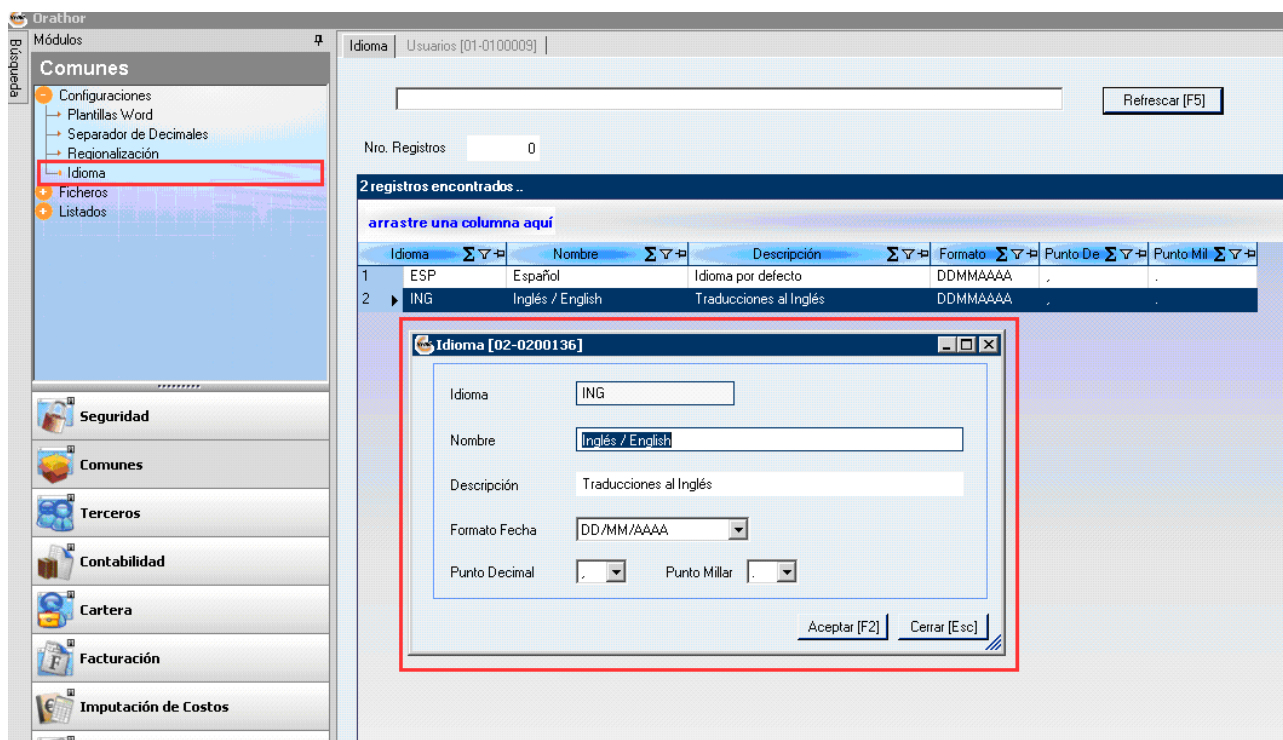 Orathor
Búsqueda
Módulos
Comunes
Configuraciones
Plantillas Word
Separador de Decimales
Regionalización
Idioma
Ficheros
Listados
Seguridad
Comunes
Terceros
Contabilidad
Cartera
Facturación
Imputación de Costos
Idioma Usuarios [01-0100009]
Refrescar [F5]
Nro. Registros 0
2 registros encontrados ..
arrastre una columna aquí
Idioma Σ Nombre Σ Descripción Σ Formato Σ Punto De Σ Punto Mil Σ
1 ESP Español Idioma por defecto DDMMAAAA , .
2 ING Inglés / English Traducciones al Inglés DDMMAAAA , .
Idioma [02-0200136]
Idioma ING
Nombre Inglés / English
Descripción Traducciones al Inglés
Formato Fecha DD/MM/AAAA
Punto Decimal , Punto Millar .
Aceptar [F2] Cerrar [Esc]